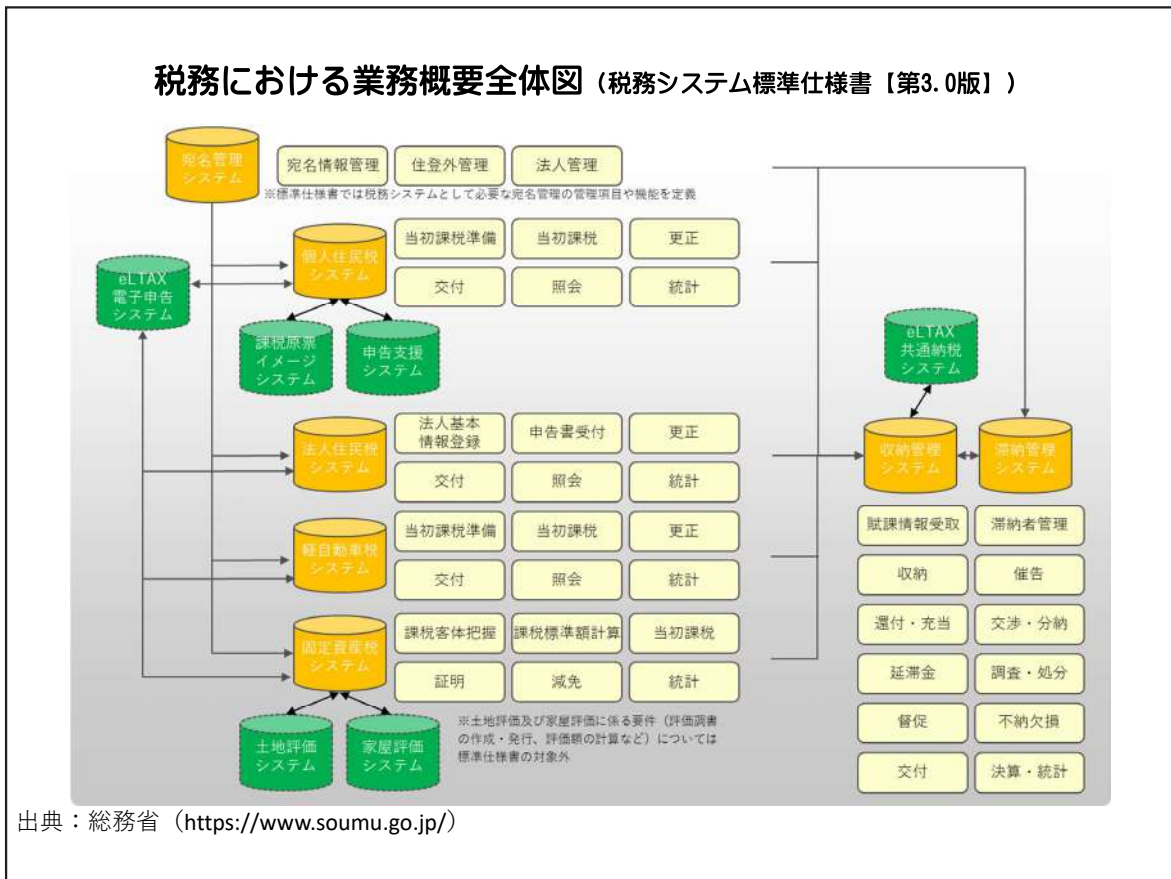 税務における業務概要全体図（税務システム標準仕様書【第3.0版】）
宛名管理
システム
宛名情報管理
住登外管理
法人管理
※標準仕様書では税務システムとして必要な宛名管理の管理項目や機能を定義
eLTAX
電子申告
システム
個人住民税
システム
当初課税準備
当初課税
更正
交付
照会
統計
課税原票
イメージ
システム
申告支援
システム
法人住民税
システム
法人基本
情報登録
申告書受付
更正
交付
照会
統計
軽自動車税
システム
当初課税準備
当初課税
更正
交付
照会
統計
固定資産税
システム
課税客体把握
課税標準額計算
当初課税
証明
減免
統計
土地評価
システム
家屋評価
システム
※土地評価及び家屋評価に係る要件（評価調書
の作成・発行、評価額の計算など）については
標準仕様書の対象外
eLTAX
共通納税
システム
収納管理
システム
滞納管理
システム
賦課情報受取
滞納者管理
収納
催告
還付・充当
交渉・分納
延滞金
調査・処分
督促
不納欠損
交付
決算・統計
出典：総務省（https://www.soumu.go.jp/）